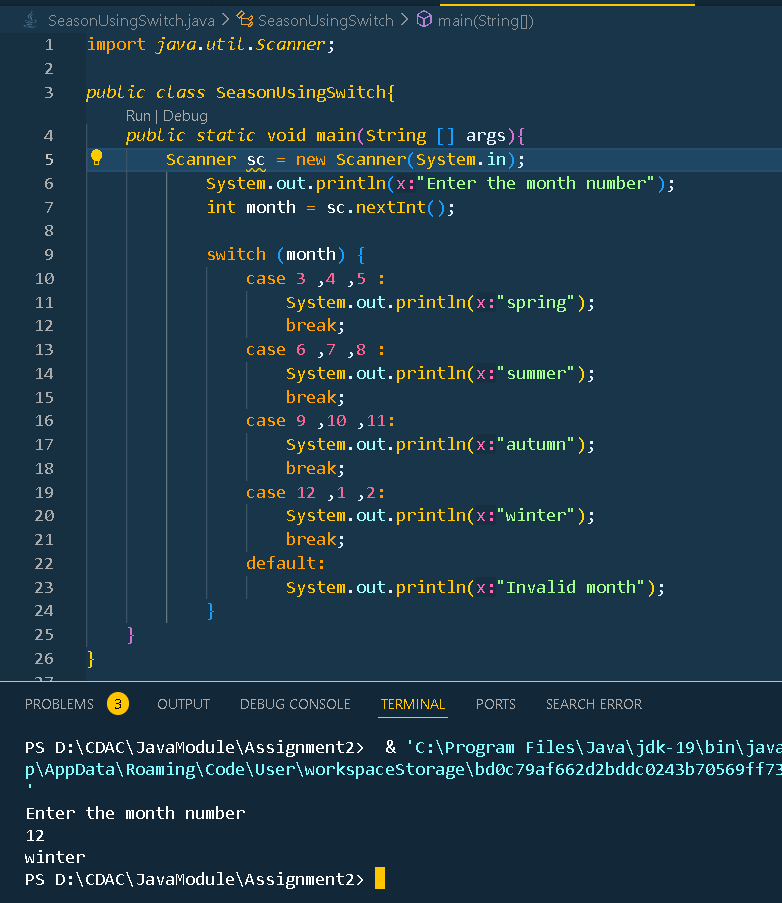 SeasonUsingSwitch.java > SeasonUsingSwitch > main(String[])
1 import java.util.Scanner;
2
3 public class SeasonUsingSwitch{
Run | Debug
4 public static void main(String [] args){
5 Scanner sc = new Scanner(System.in);
6 System.out.println(x:"Enter the month number");
7 int month = sc.nextInt();
8
9 switch (month) {
10 case 3 ,4 ,5 :
11 System.out.println(x:"spring");
12 break;
13 case 6 ,7 ,8 :
14 System.out.println(x:"summer");
15 break;
16 case 9 ,10 ,11:
17 System.out.println(x:"autumn");
18 break;
19 case 12 ,1 ,2:
20 System.out.println(x:"winter");
21 break;
22 default:
23 System.out.println(x:"Invalid month");
24 }
25 }
26 }
27
PROBLEMS 3 OUTPUT DEBUG CONSOLE TERMINAL PORTS SEARCH ERROR
PS D:\CDAC\JavaModule\Assignment2>  & 'C:\Program Files\Java\jdk-19\bin\java
p\AppData\Roaming\Code\User\workspaceStorage\bd0c79af662d2bddc0243b70569ff73
'
Enter the month number
12
winter
PS D:\CDAC\JavaModule\Assignment2>